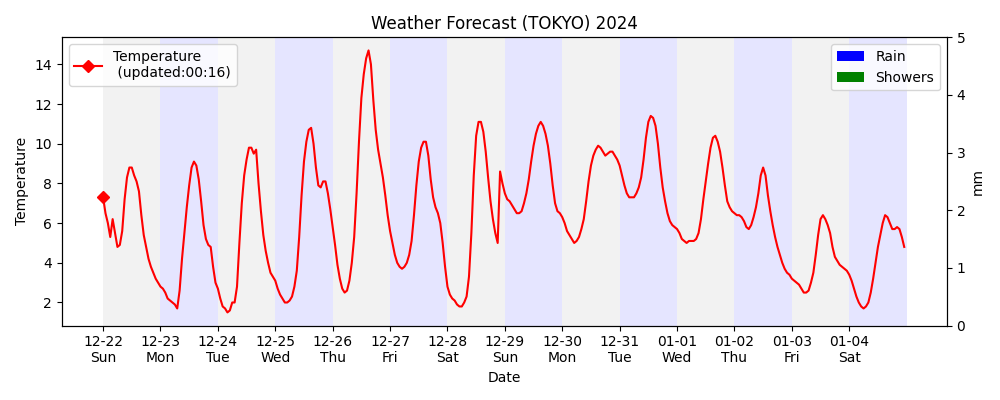 Weather Forecast (TOKYO) 2024
Temperature
(updated:00:16)
Rain
Showers
Temperature
14
12
10
8
6
4
2
5
4
3
2
1
0
mm
12-22 12-23 12-24 12-25 12-26 12-27 12-28 12-29 12-30 12-31 01-01 01-02 01-03 01-04
Sun Mon Tue Wed Thu Fri Sat Sun Mon Tue Wed Thu Fri Sat
Date